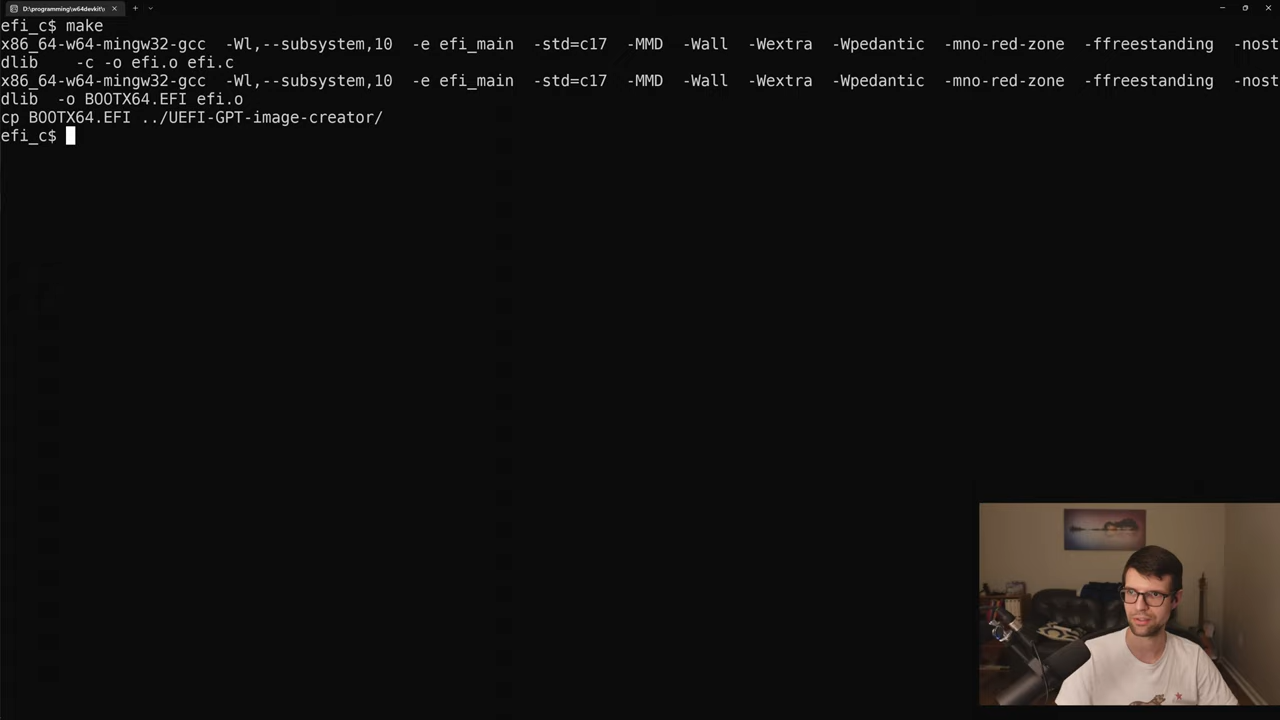 D:\programming\w64devkit\
efi_c$ make
x86_64-w64-mingw32-gcc -Wl,--subsystem,10 -e efi_main -std=c17 -MMD -Wall -Wextra -Wpedantic -mno-red-zone -ffreestanding -nost
dlib -c -o efi.o efi.c
x86_64-w64-mingw32-gcc -Wl,--subsystem,10 -e efi_main -std=c17 -MMD -Wall -Wextra -Wpedantic -mno-red-zone -ffreestanding -nost
dlib -o BOOTX64.EFI efi.o
cp BOOTX64.EFI ../UEFI-GPT-image-creator/
efi_c$